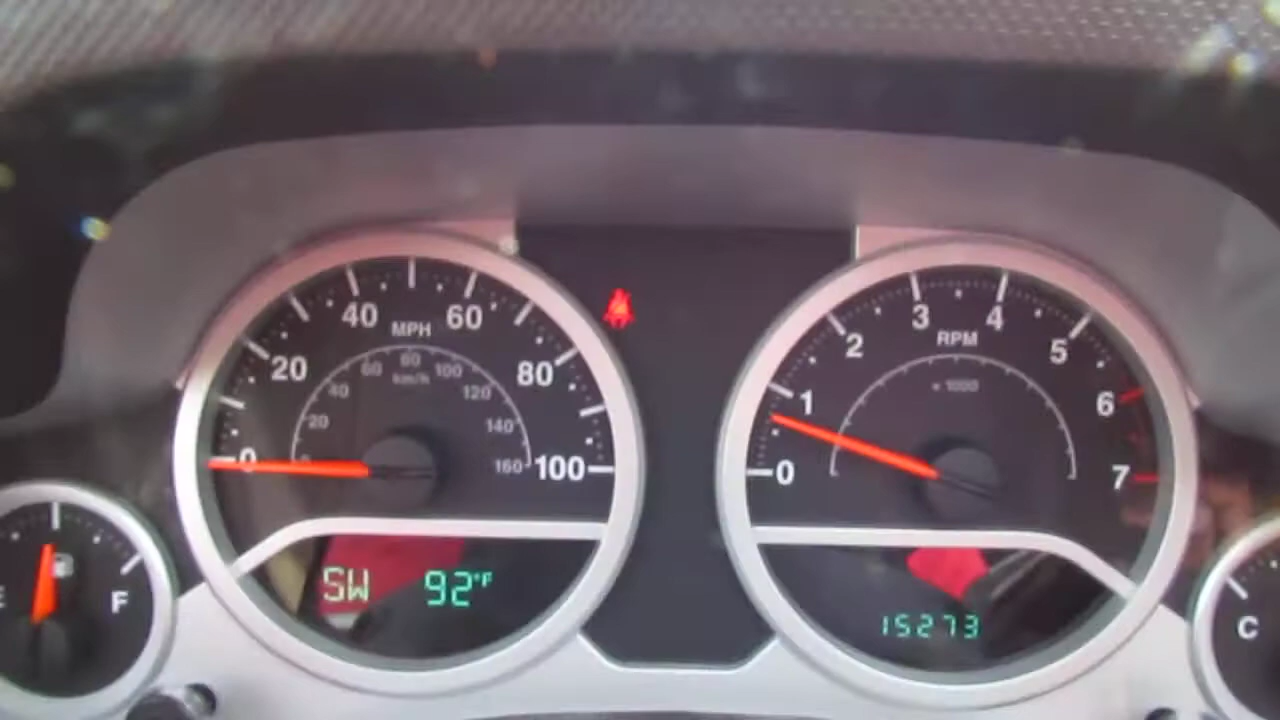 40 MPH 60
20 80
60 80 100
40 km/h 120
20 140
0 160 100
SW 92°F
3 4
2 RPM 5
x 1000
1 6
0 7
15273
E F
C